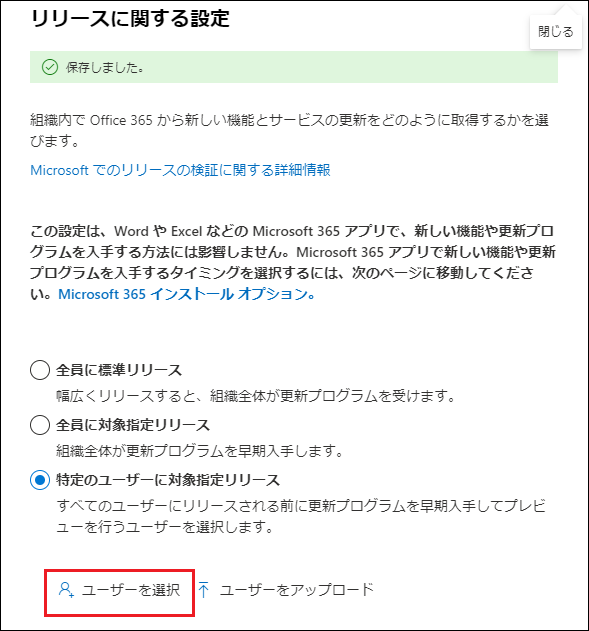 リリースに関する設定
閉じる
保存しました。
組織内で Office 365 から新しい機能とサービスの更新をどのように取得するかを選
びます。
Microsoft でのリリースの検証に関する詳細情報
この設定は、Word や Excel などの Microsoft 365 アプリで、新しい機能や更新プロ
グラムを入手する方法には影響しません。Microsoft 365 アプリで新しい機能や更新
プログラムを入手するタイミングを選択するには、次のページに移動してくださ
い。Microsoft 365 インストール オプション。
全員に標準リリース
幅広くリリースすると、組織全体が更新プログラムを受けます。
全員に対象指定リリース
組織全体が更新プログラムを早期入手します。
特定のユーザーに対象指定リリース
すべてのユーザーにリリースされる前に更新プログラムを早期入手してプレビ
ューを行うユーザーを選択します。
ユーザーを選択 ユーザーをアップロード